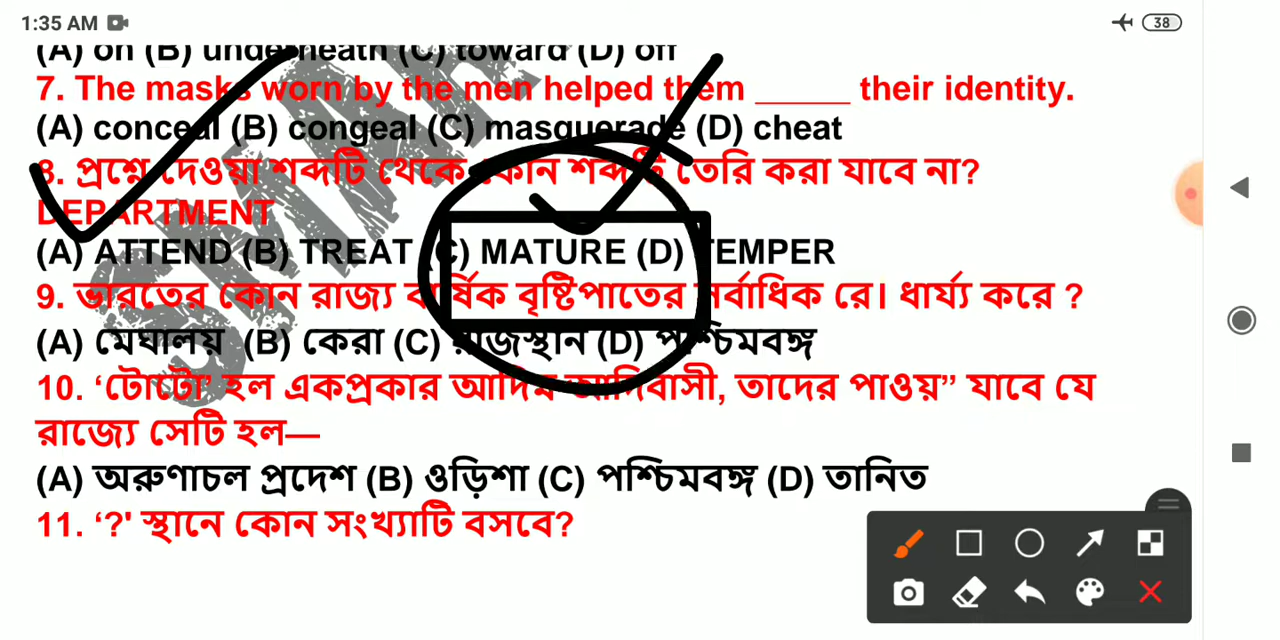 1:35 AM 38
(A) on (B) underneath (C) toward (D) off
7. The masks worn by the men helped them _____ their identity.
(A) conceal (B) congeal (C) masquerade (D) cheat
8. প্রশ্নে দেওয়া শব্দটি থেকে কোন শব্দটি তেরি করা যাবে না?
DEPARTMENT
(A) ATTEND (B) TREAT (C) MATURE (D) TEMPER
9. ভারতের কোন রাজ্য বার্ষিক বৃষ্টিপাতের সর্বাধিক রে। ধার্য্য করে ?
(A) মেঘালয় (B) কেরা (C) রাজস্থান (D) পশ্চিমবঙ্গ
10. ‘টোটো’ হল একপ্রকার আদিম আদিবাসী, তাদের পাওয়” যাবে যে
রাজ্যে সেটি হল—
(A) অরুণাচল প্রদেশ (B) ওড়িশা (C) পশ্চিমবঙ্গ (D) তানিত
11. ‘?' স্থানে কোন সংখ্যাটি বসবে?